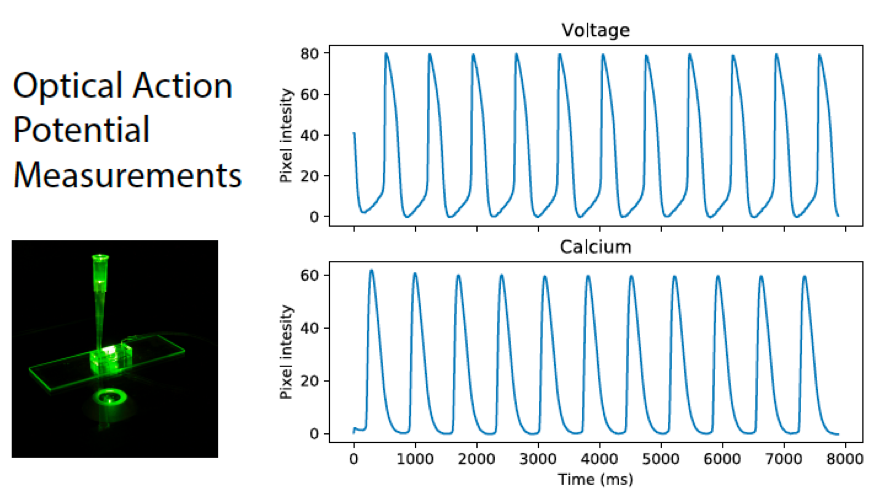 Optical Action
Potential
Measurements
Voltage
Pixel intesity
80
60
40
20
0
Calcium
Pixel intesity
60
40
20
0
0 1000 2000 3000 4000 5000 6000 7000 8000
Time (ms)